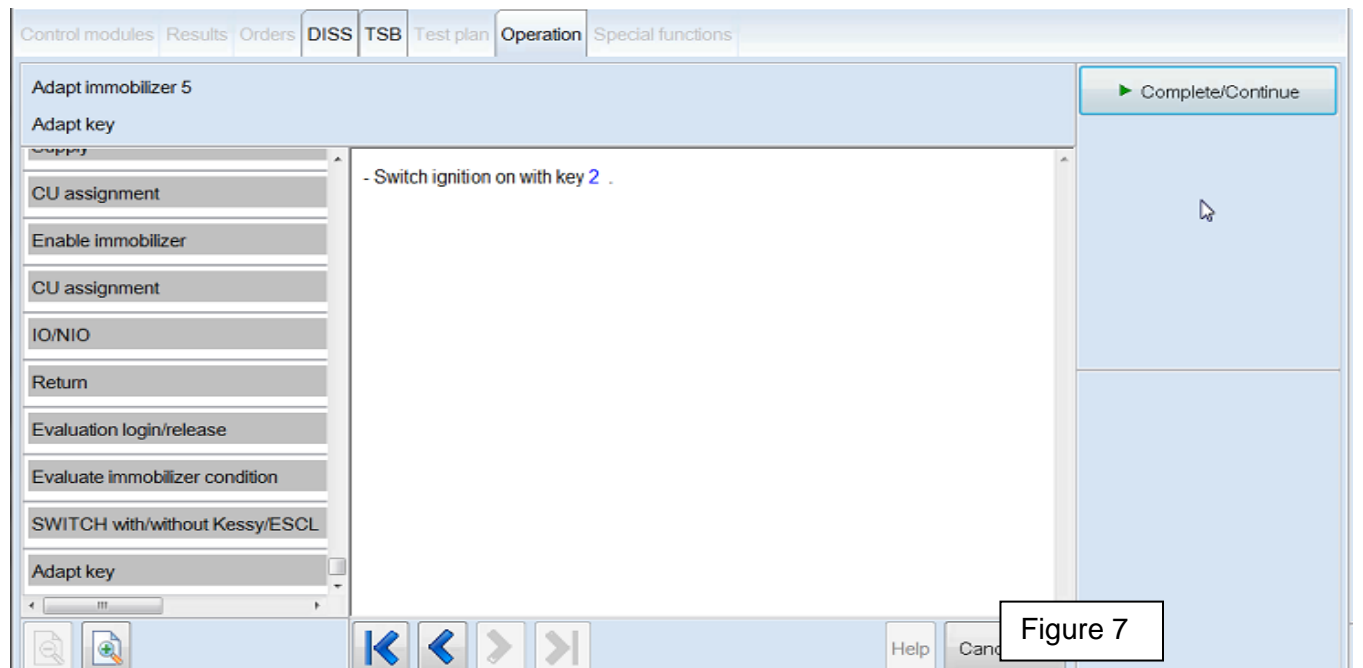 Control modules Results Orders DISS TSB Test plan Operation Special functions
Adapt immobilizer 5
Adapt key
Complete/Continue
Supply
CU assignment
Enable immobilizer
CU assignment
IO/NIO
Return
Evaluation login/release
Evaluate immobilizer condition
SWITCH with/without Kessy/ESCL
Adapt key
- Switch ignition on with key 2 .
Help
Figure 7